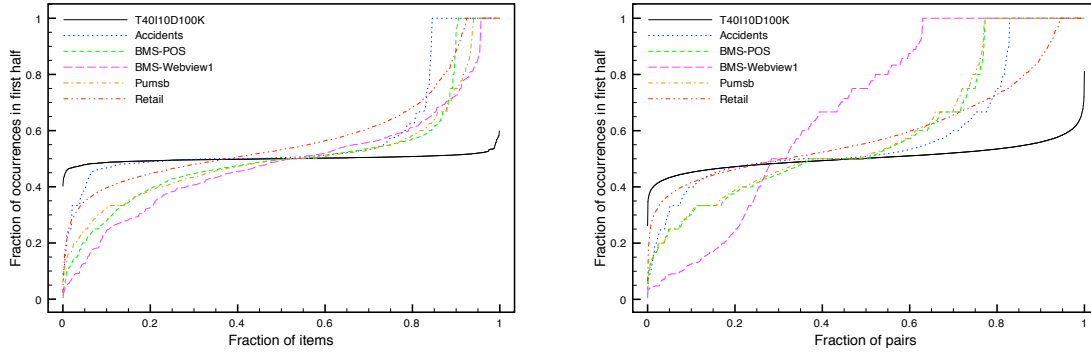 Fraction of occurrences in first half
1
0.8
0.6
0.4
0.2
0
T40I10D100K
Accidents
BMS-POS
BMS-Webview1
Pumsb
Retail
0 0.2 0.4 0.6 0.8 1
Fraction of items
Fraction of occurrences in first half
1
0.8
0.6
0.4
0.2
0
T40I10D100K
Accidents
BMS-POS
BMS-Webview1
Pumsb
Retail
0 0.2 0.4 0.6 0.8 1
Fraction of pairs